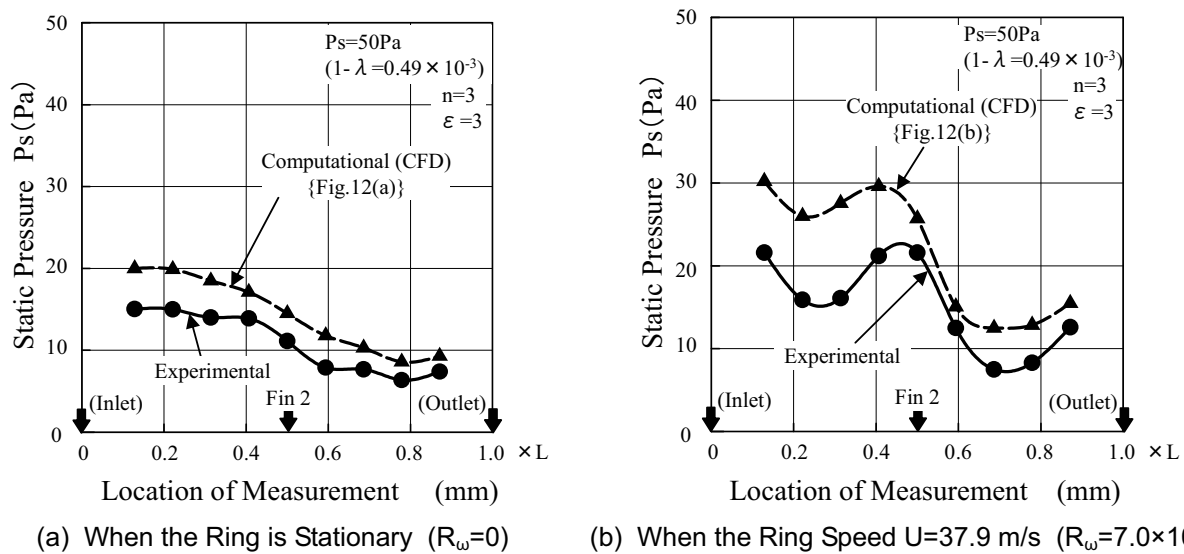 50
40
30
20
10
0
Static Pressure Ps(Pa)
Ps=50Pa
(1-λ=0.49×10⁻³)
n=3
ε=3
Computational (CFD)
{Fig.12(a)}
Experimental
(Inlet)
Fin 2
(Outlet)
0 0.2 0.4 0.6 0.8 1.0 ×L
Location of Measurement (mm)
(a) When the Ring is Stationary (Rω=0)
50
40
30
20
10
0
Static Pressure Ps(Pa)
Ps=50Pa
(1-λ=0.49×10⁻³)
n=3
ε=3
Computational (CFD)
{Fig.12(b)}
Experimental
(Inlet)
Fin 2
(Outlet)
0 0.2 0.4 0.6 0.8 1.0 ×L
Location of Measurement (mm)
(b) When the Ring Speed U=37.9 m/s (Rω=7.0×10